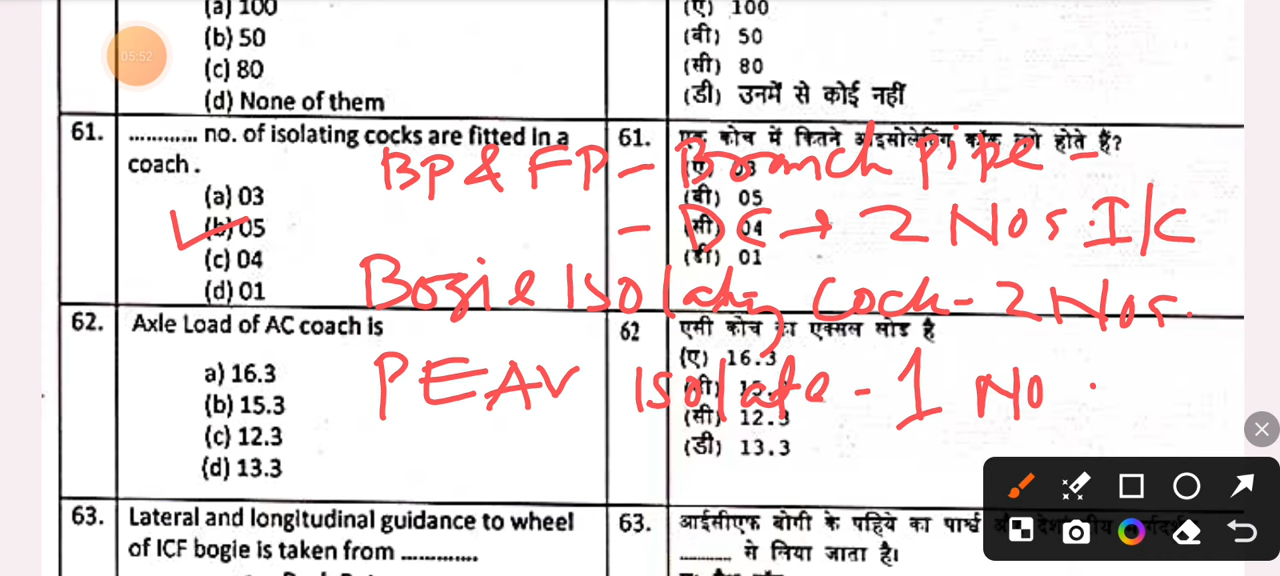 (a) 100
(ए) 100
05:52
(b) 50
(बी) 50
(c) 80
(सी) 80
(d) None of them
(डी) उनमें से कोई नहीं
61. ............ no. of isolating cocks are fitted in a
coach .
(a) 03
(b) 05
(c) 04
(d) 01
61. एक कोच में कितने आइसोलेटिंग कॉक लगे होते हैं?
(बी) 05
(सी) 04
(डी) 01
BP & FP - Branch pipe -
- DC → 2 Nos. I/C
Bogie Isolating Cock - 2 Nos.
PEAV Isolate - 1 No.
62. Axle Load of AC coach is
a) 16.3
(b) 15.3
(c) 12.3
(d) 13.3
62 एसी कोच का एक्सल लोड है
(ए) 16.3
(सी) 12.3
(डी) 13.3
63. Lateral and longitudinal guidance to wheel
of ICF bogie is taken from .............
63. आईसीएफ बोगी के पहिये का पार्श्व
.......... से लिया जाता है।